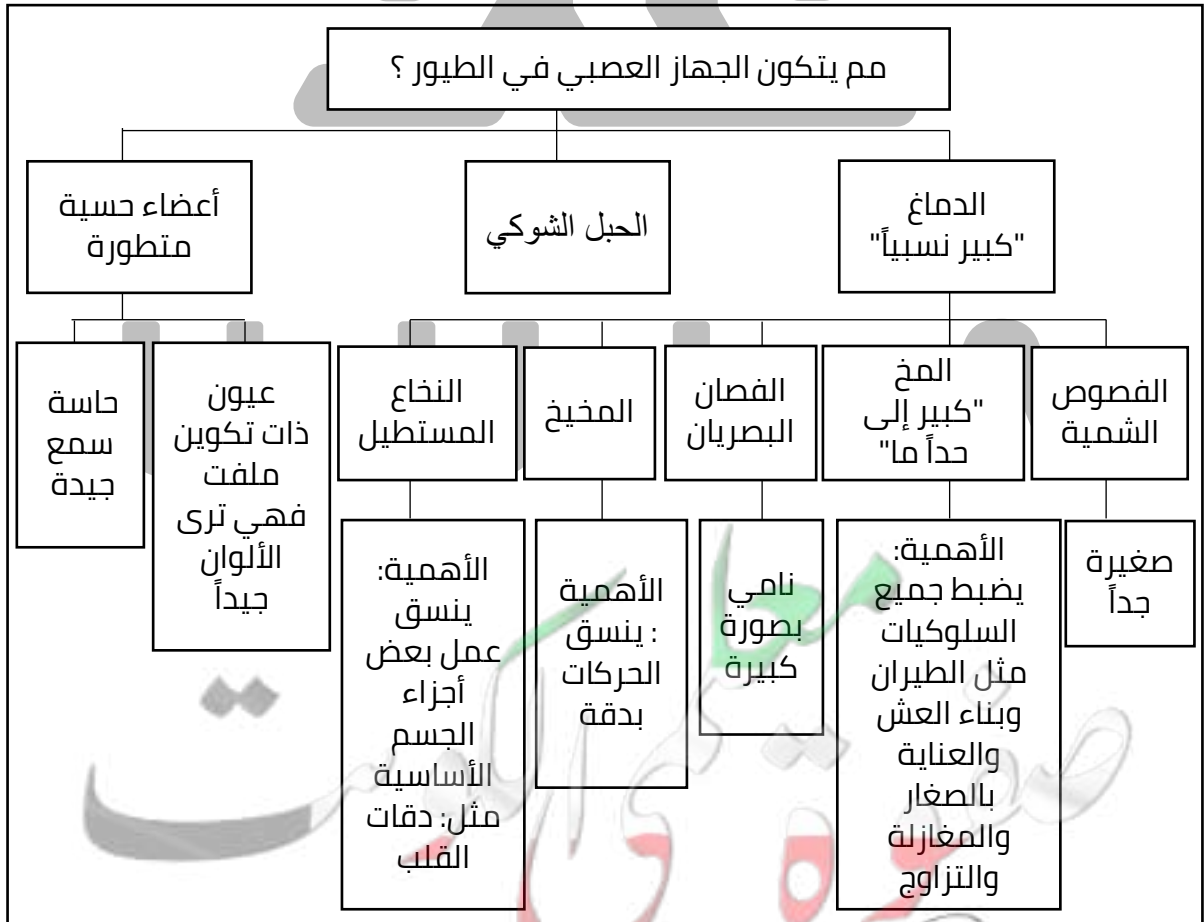 مم يتكون الجهاز العصبي في الطيور ؟
الدماغ
"كبير نسبياً"
الحبل الشوكي
أعضاء حسية
متطورة
الفصوص
الشمية
المخ
"كبير إلى
حداً ما"
الفصان
البصريان
المخيخ
النخاع
المستطيل
عيون
ذات تكوين
ملفت
فهي ترى
الألوان
جيداً
حاسة
سمع
جيدة
صغيرة
جداً
الأهمية:
يضبط جميع
السلوكيات
مثل الطيران
وبناء العش
والعناية
بالصغار
والمغازلة
والتزاوج
نامي
بصورة
كبيرة
الأهمية
: ينسق
الحركات
بدقة
الأهمية:
ينسق
عمل بعض
أجزاء
الجسم
الأساسية
مثل: دقات
القلب
صفوة معلمي الكويت